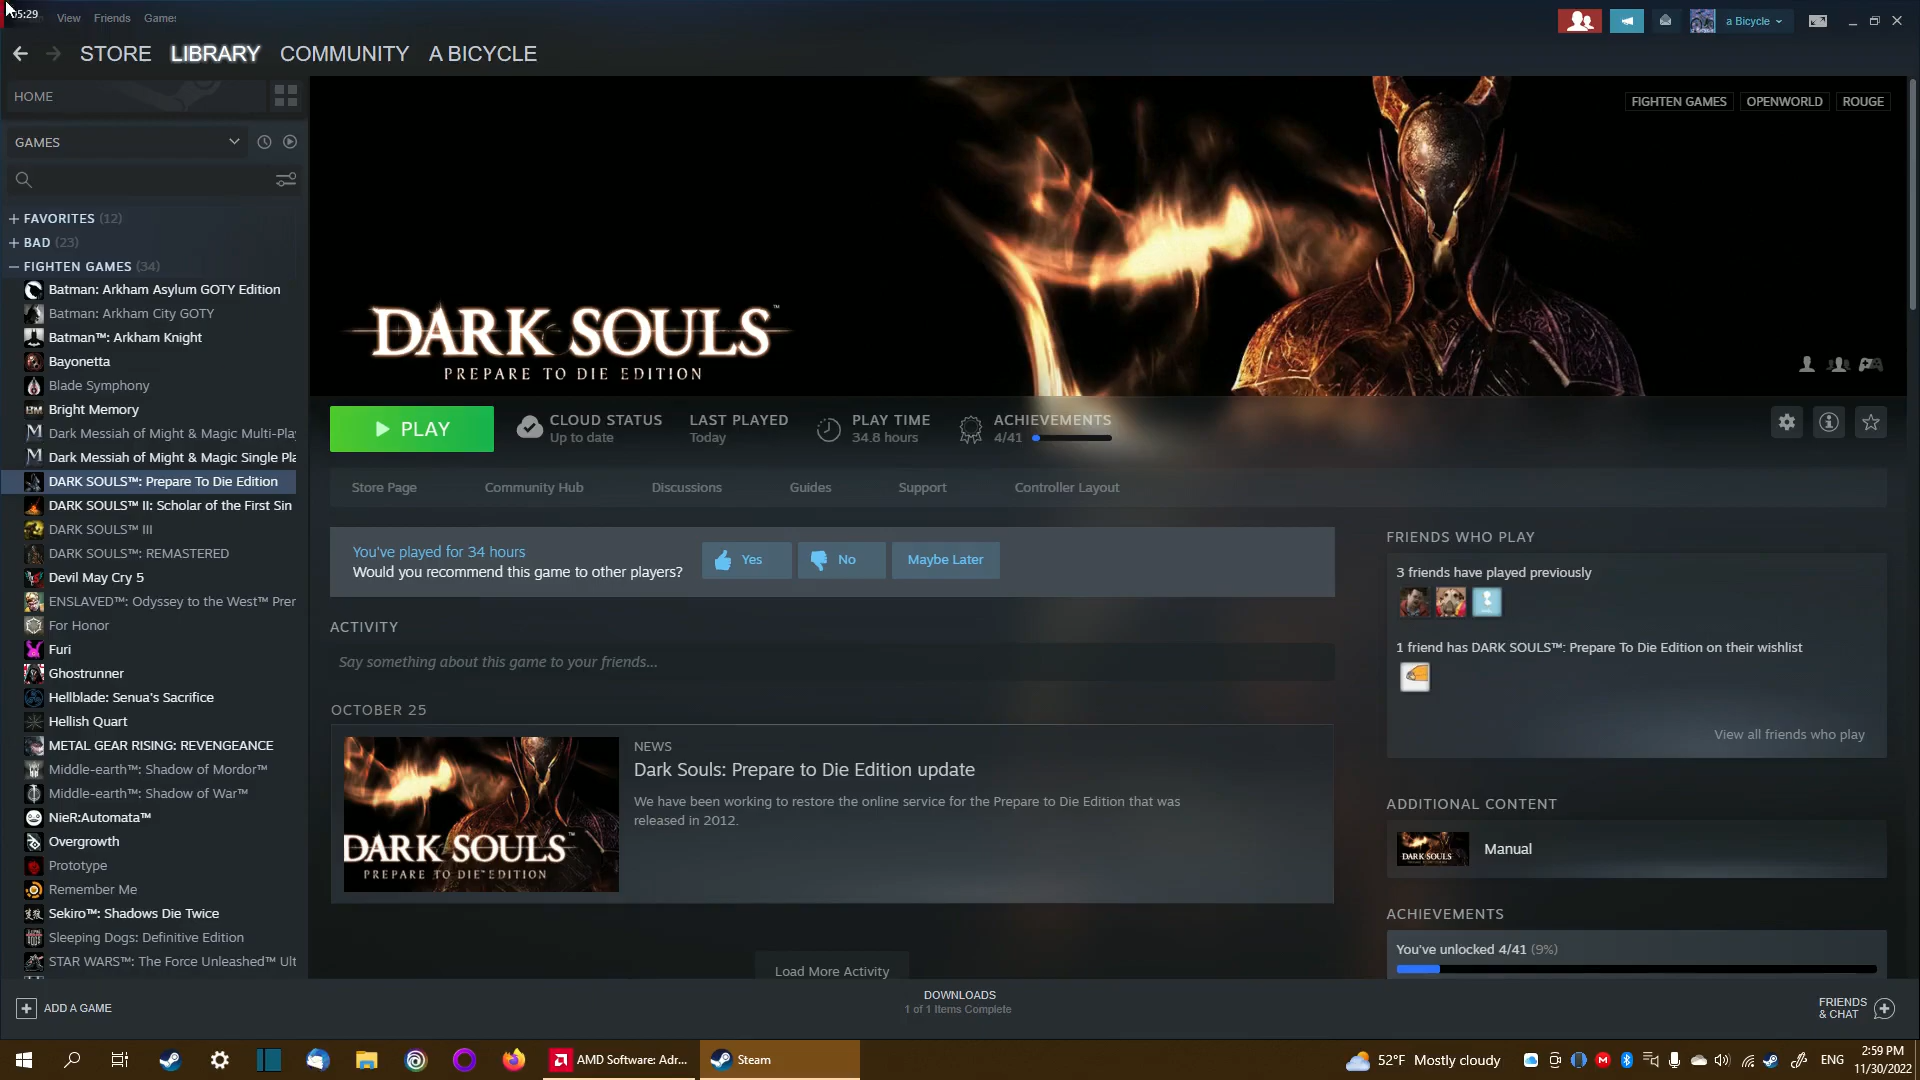 05:29
View
Friends
Games
a Bicycle
STORE
LIBRARY
COMMUNITY
A BICYCLE
HOME
GAMES
FIGHTEN GAMES
OPENWORLD
ROUGE
+ FAVORITES (12)
+ BAD (23)
– FIGHTEN GAMES (34)
Batman: Arkham Asylum GOTY Edition
Batman: Arkham City GOTY
Batman™: Arkham Knight
Bayonetta
Blade Symphony
Bright Memory
Dark Messiah of Might & Magic Multi-Play
Dark Messiah of Might & Magic Single Pla
DARK SOULS™: Prepare To Die Edition
DARK SOULS™ II: Scholar of the First Sin
DARK SOULS™ III
DARK SOULS™: REMASTERED
Devil May Cry 5
ENSLAVED™: Odyssey to the West™ Prer
For Honor
Furi
Ghostrunner
Hellblade: Senua's Sacrifice
Hellish Quart
METAL GEAR RISING: REVENGEANCE
Middle-earth™: Shadow of Mordor™
Middle-earth™: Shadow of War™
NieR:Automata™
Overgrowth
Prototype
Remember Me
Sekiro™: Shadows Die Twice
Sleeping Dogs: Definitive Edition
STAR WARS™: The Force Unleashed™ Ult
DARK SOULS™
PREPARE TO DIE EDITION
PLAY
CLOUD STATUS
Up to date
LAST PLAYED
Today
PLAY TIME
34.8 hours
ACHIEVEMENTS
4/41
Store Page
Community Hub
Discussions
Guides
Support
Controller Layout
You've played for 34 hours
Would you recommend this game to other players?
Yes
No
Maybe Later
ACTIVITY
Say something about this game to your friends...
OCTOBER 25
DARK SOULS™
PREPARE TO DIE EDITION
NEWS
Dark Souls: Prepare to Die Edition update
We have been working to restore the online service for the Prepare to Die Edition that was
released in 2012.
Load More Activity
FRIENDS WHO PLAY
3 friends have played previously
1 friend has DARK SOULS™: Prepare To Die Edition on their wishlist
View all friends who play
ADDITIONAL CONTENT
DARK SOULS
Manual
ACHIEVEMENTS
You've unlocked 4/41 (9%)
ADD A GAME
DOWNLOADS
1 of 1 Items Complete
FRIENDS
& CHAT
AMD Software: Adr...
Steam
52°F Mostly cloudy
ENG
2:59 PM
11/30/2022